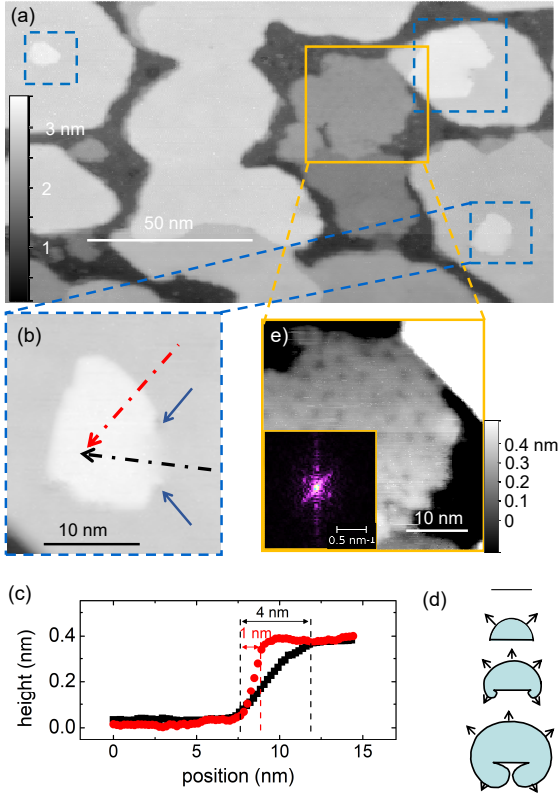 (a)
3 nm
2
1
50 nm
(b)
10 nm
e)
0.5 nm-1
10 nm
0.4 nm
0.3
0.2
0.1
0
(c)
4 nm
1 nm
height (nm)
0.4
0.2
0.0
0
5
10
15
position (nm)
(d)